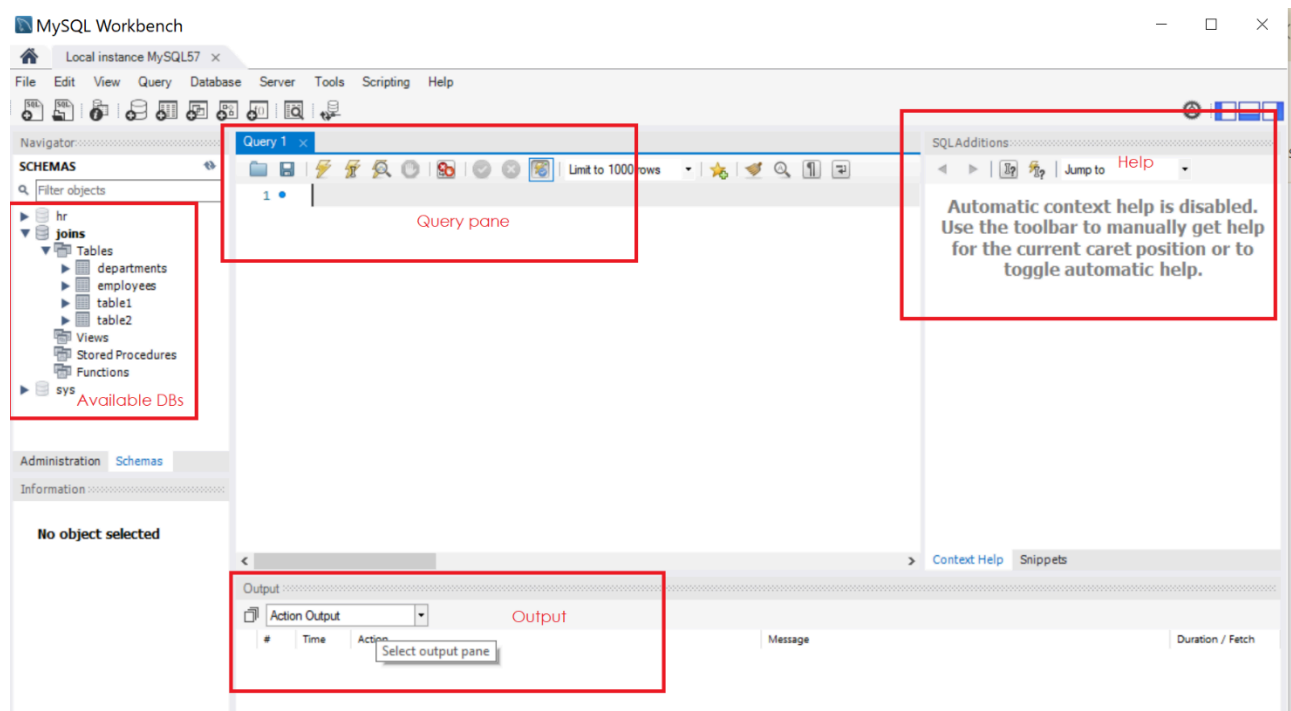 MySQL Workbench
Local instance MySQL57
File Edit View Query Database Server Tools Scripting Help
Navigator
SCHEMAS
Filter objects
hr
joins
Tables
departments
employees
table1
table2
Views
Stored Procedures
Functions
sys
Available DBs
Administration Schemas
Information
No object selected
Query 1
Limit to 1000 rows
1
Query pane
SQLAdditions
Jump to
Help
Automatic context help is disabled.
Use the toolbar to manually get help
for the current caret position or to
toggle automatic help.
Context Help Snippets
Output
Action Output
Output
# Time Action Message Duration / Fetch
Select output pane